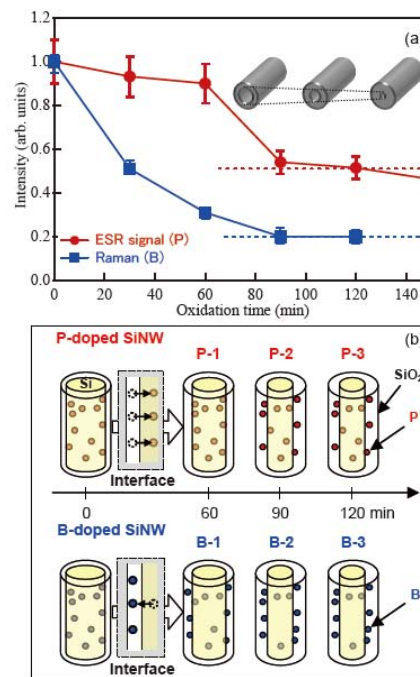 (a)
Intensity (arb. units)
1.2
1.0
0.8
0.6
0.4
0.2
0.0
ESR signal (P)
Raman (B)
0 20 40 60 80 100 120 140
Oxidation time (min)
(b)
P-doped SiNW
Si
P-1 P-2 P-3
P
Interface
0 60 90 120 min
B-doped SiNW
B-1 B-2 B-3
B
Interface